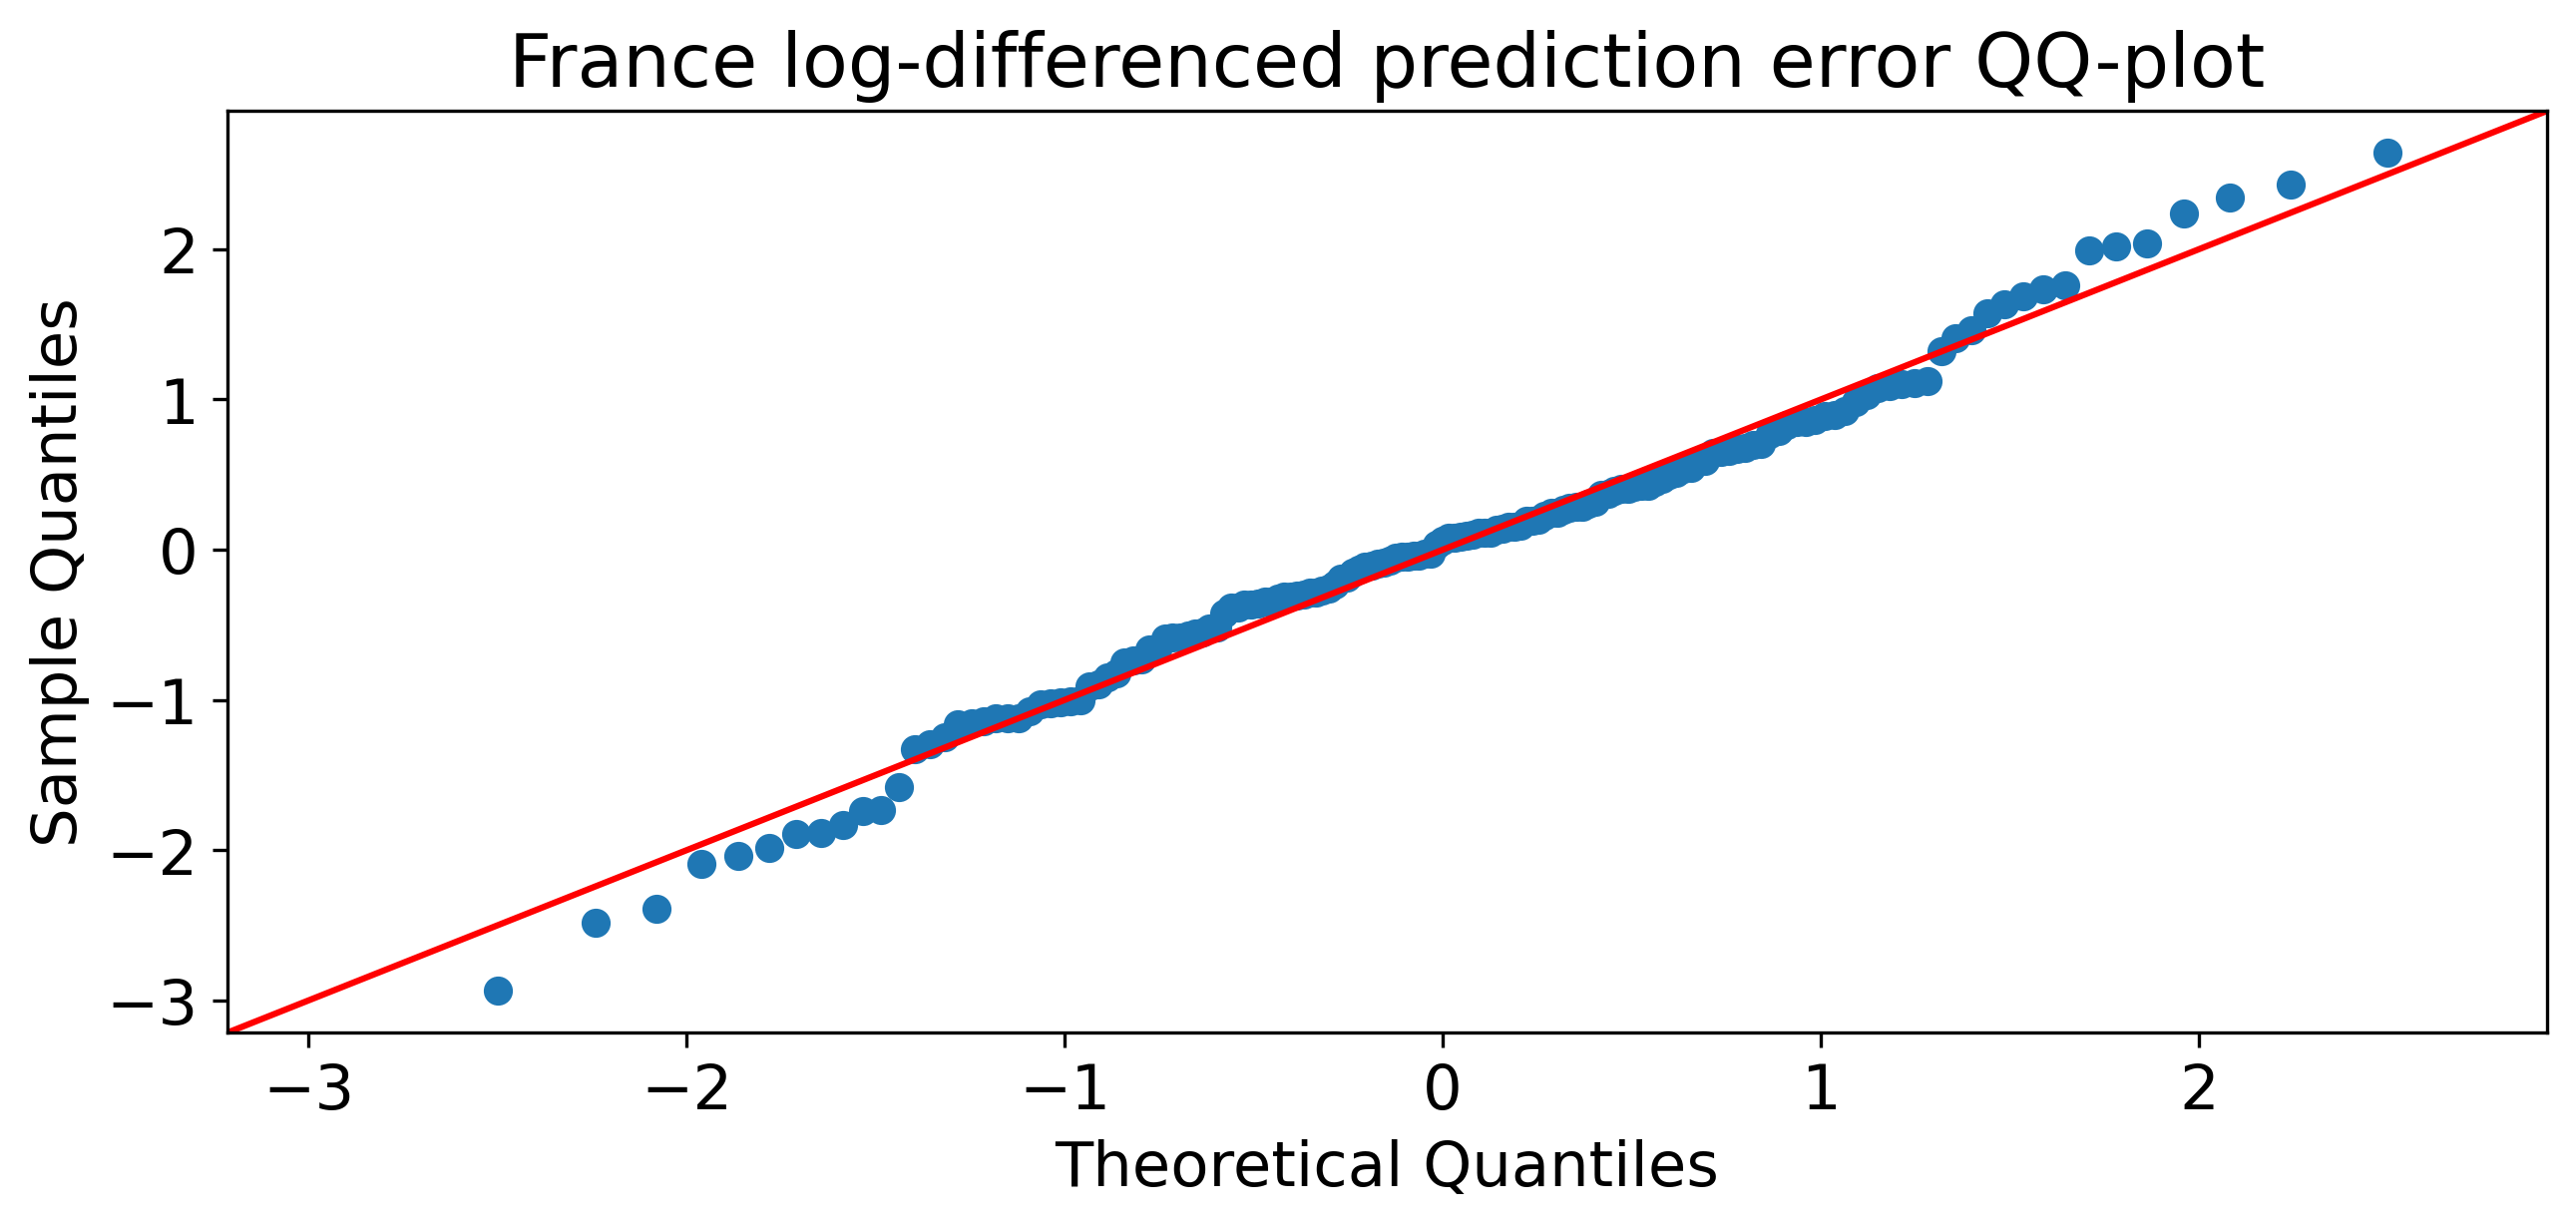 France log-differenced prediction error QQ-plot
2
1
0
−1
−2
−3
Sample Quantiles
−3 −2 −1 0 1 2
Theoretical Quantiles